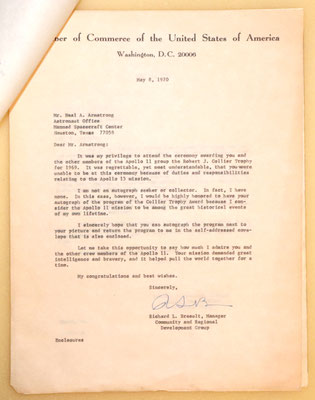 ber of Commerce of the United States of America
Washington, D.C. 20006
May 8, 1970
Mr. Neal A. Armstrong
Astronaut Office
Manned Spacecraft Center
Houston, Texas 77058
Dear Mr. Armstrong:
It was my privilege to attend the ceremony awarding you and
the other members of the Apollo 11 group the Robert J. Collier Trophy
for 1969. It was regrettable, yet most understandable, that you were
unable to be at this ceremony because of duties and responsibilities
relating to the Apollo 13 mission.
I am not an autograph seeker or collector. In fact, I have
none. In this case, however, I would be highly honored to have your
autograph of the program of the Collier Trophy Award because I con-
sider the Apollo 11 mission to be among the great historical events
of my own lifetime.
I sincerely hope that you can autograph the program next to
your picture and return the program to me in the self-addressed enve-
lope that is also enclosed.
Let me take this opportunity to say how much I admire you and
the other crew members of the Apollo 11. Your mission demanded great
intelligence and bravery, and it helped pull the world together for a
time.
My congratulations and best wishes.
Sincerely,
Richard L. Manager
Community and Regional
Development Group
Enclosures